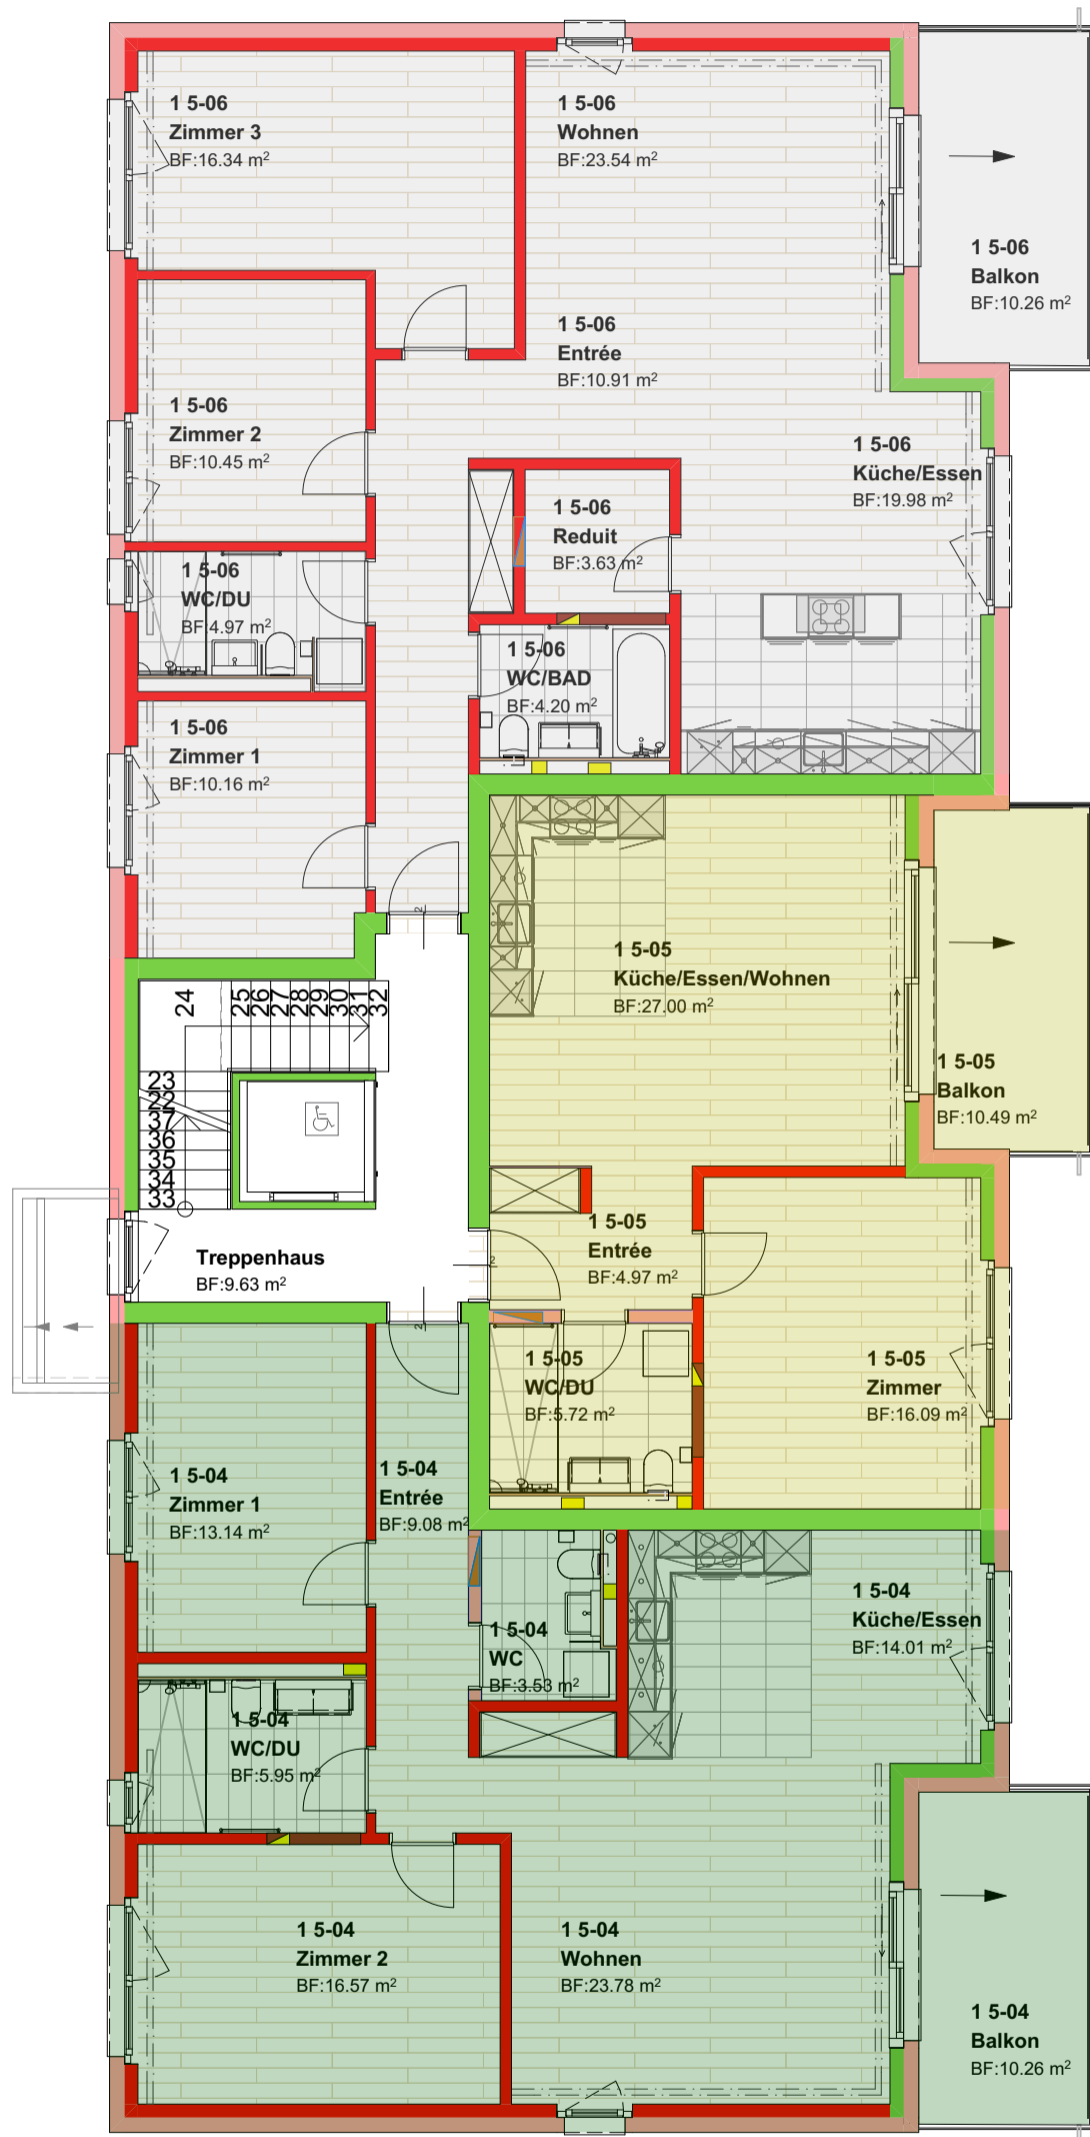 1 5-06
Zimmer 3
BF:16.34 m²
1 5-06
Wohnen
BF:23.54 m²
1 5-06
Balkon
BF:10.26 m²
1 5-06
Entrée
BF:10.91 m²
1 5-06
Zimmer 2
BF:10.45 m²
1 5-06
Küche/Essen
BF:19.98 m²
1 5-06
Reduit
BF:3.63 m²
1 5-06
WC/DU
BF:4.97 m²
1 5-06
WC/BAD
BF:4.20 m²
1 5-06
Zimmer 1
BF:10.16 m²
2
1 5-05
Küche/Essen/Wohnen
BF:27.00 m²
24
25
26
27
28
29
30
31
32
1 5-05
Balkon
BF:10.49 m²
23
22
37
36
35
34
33
1 5-05
Entrée
BF:4.97 m²
Treppenhaus
BF:9.63 m²
2
2
1 5-05
WC/DU
BF:5.72 m²
1 5-05
Zimmer
BF:16.09 m²
1 5-04
Zimmer 1
BF:13.14 m²
1 5-04
Entrée
BF:9.08 m²
1 5-04
Küche/Essen
BF:14.01 m²
1 5-04
WC
BF:3.53 m²
1 5-04
WC/DU
BF:5.95 m²
1 5-04
Zimmer 2
BF:16.57 m²
1 5-04
Wohnen
BF:23.78 m²
1 5-04
Balkon
BF:10.26 m²